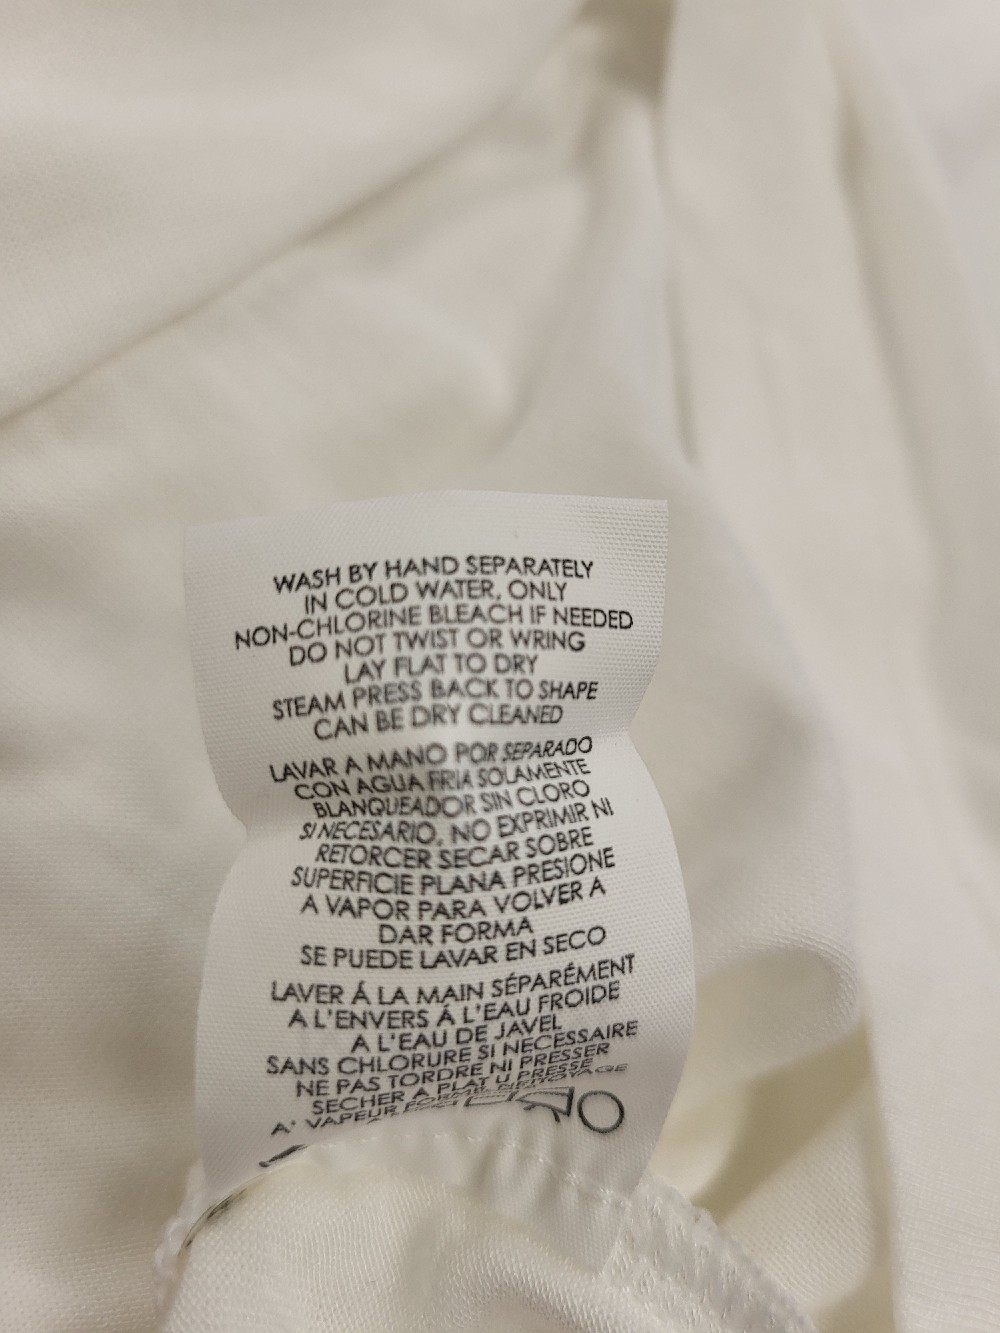 WASH BY HAND SEPARATELY
IN COLD WATER, ONLY
NON-CHLORINE BLEACH IF NEEDED
DO NOT TWIST OR WRING
LAY FLAT TO DRY
STEAM PRESS BACK TO SHAPE
CAN BE DRY CLEANED
LAVAR A MANO POR SEPARADO
CON AGUA FRIA SOLAMENTE
BLANQUEADOR SIN CLORO
SI NECESARIO, NO EXPRIMIR NI
RETORCER SECAR SOBRE
SUPERFICIE PLANA PRESIONE
A VAPOR PARA VOLVER Á
DAR FORMA
SE PUEDE LAVAR EN SECO
LAVER Á LA MAIN SÉPARÉMENT
A L'ENVERS Á L'EAU FROIDE
A L'EAU DE JAVEL
SANS CHLORURE SI NECESSAIRE
NE PAS TORDRE NI PRESSER
SECHER A PLAT U PRESSE
A' VAPEUR FORME. NETTOYAGE